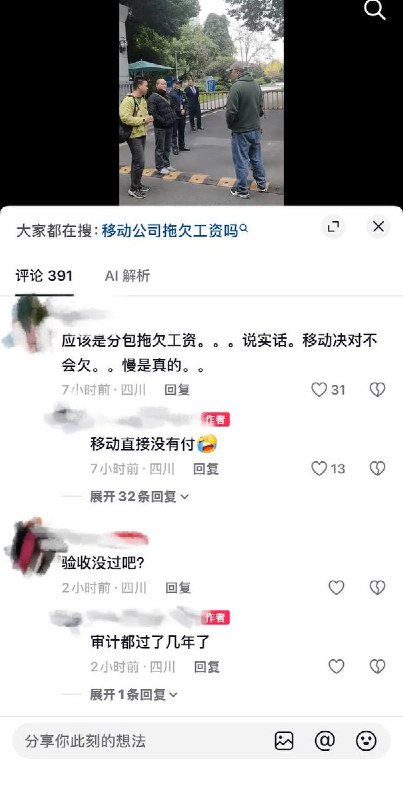 大家都在搜：移动公司拖欠工资吗
评论 391
AI 解析
应该是分包拖欠工资。。。说实话。移动决对不
会欠。。慢是真的。。
7小时前 · 四川 回复 31
作者
移动直接没有付🤣
7小时前 · 四川 回复 13
展开32条回复
验收没过吧?
2小时前 · 四川 回复
作者
审计都过了几年了
2小时前 · 四川 回复
展开1条回复
分享你此刻的想法